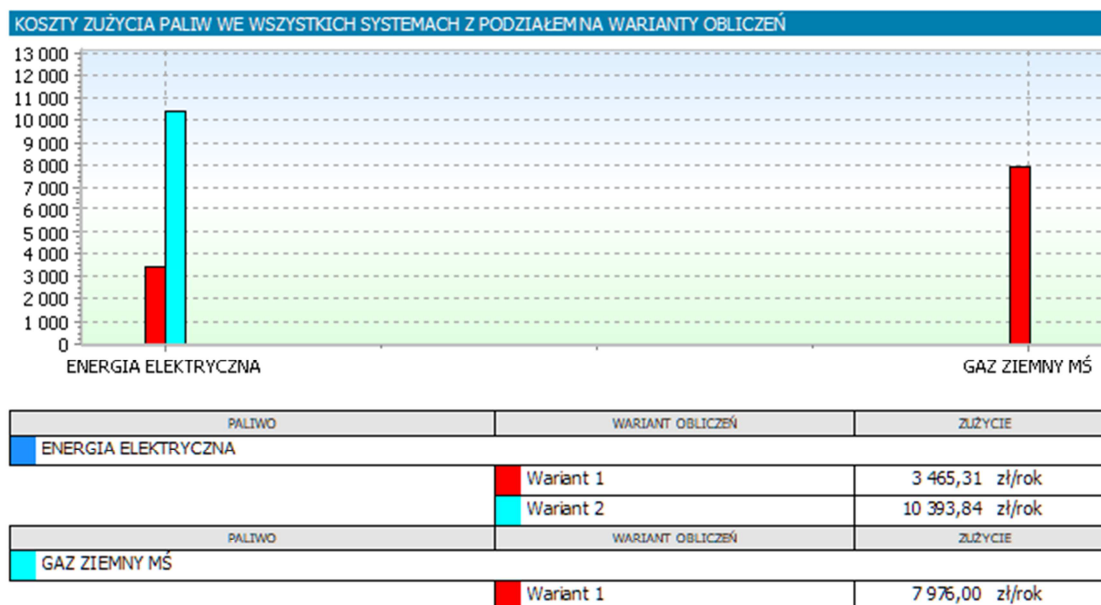 KOSZTY ZUŻYCIA PALIW WE WSZYSTKICH SYSTEMACH Z PODZIAŁEM NA WARIANTY OBLICZEŃ
13 000
12 000
11 000
10 000
9 000
8 000
7 000
6 000
5 000
4 000
3 000
2 000
1 000
0
ENERGIA ELEKTRYCZNA GAZ ZIEMNY MŚ
PALIWO WARIANT OBLICZEŃ ZUŻYCIE
ENERGIA ELEKTRYCZNA
Wariant 1 3 465,31 zł/rok
Wariant 2 10 393,84 zł/rok
PALIWO WARIANT OBLICZEŃ ZUŻYCIE
GAZ ZIEMNY MŚ
Wariant 1 7 976,00 zł/rok